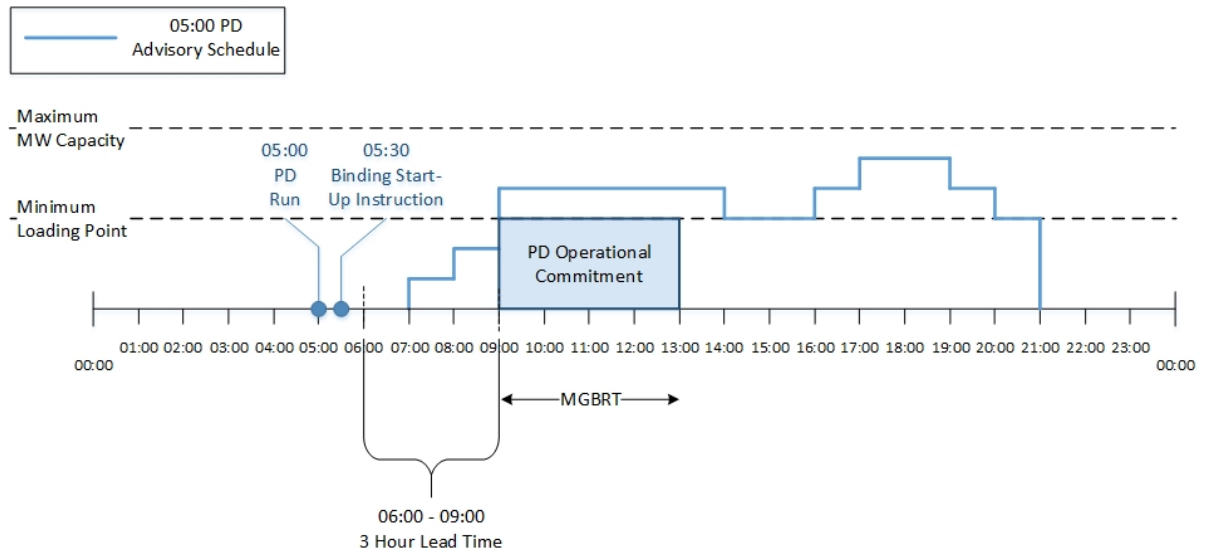 05:00 PD
Advisory Schedule
Maximum
MW Capacity
05:00
PD
Run
05:30
Binding Start-
Up Instruction
Minimum
Loading Point
PD Operational
Commitment
00:00
01:00 02:00 03:00 04:00 05:00 06:00 07:00 08:00 09:00 10:00 11:00 12:00 13:00 14:00 15:00 16:00 17:00 18:00 19:00 20:00 21:00 22:00 23:00
00:00
MGBRT
06:00 - 09:00
3 Hour Lead Time